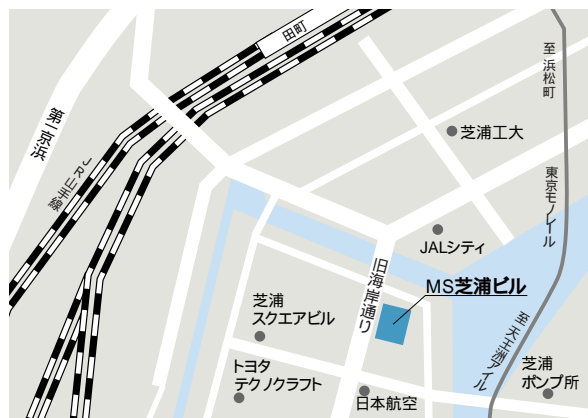 田町
至 浜松町
第一京浜
芝浦工大
JR山手線
東京モノレール
JALシティ
旧海岸通り
MS芝浦ビル
芝浦
スクエアビル
至 天王洲アイル
トヨタ
テクノクラフト
芝浦
ポンプ所
日本航空